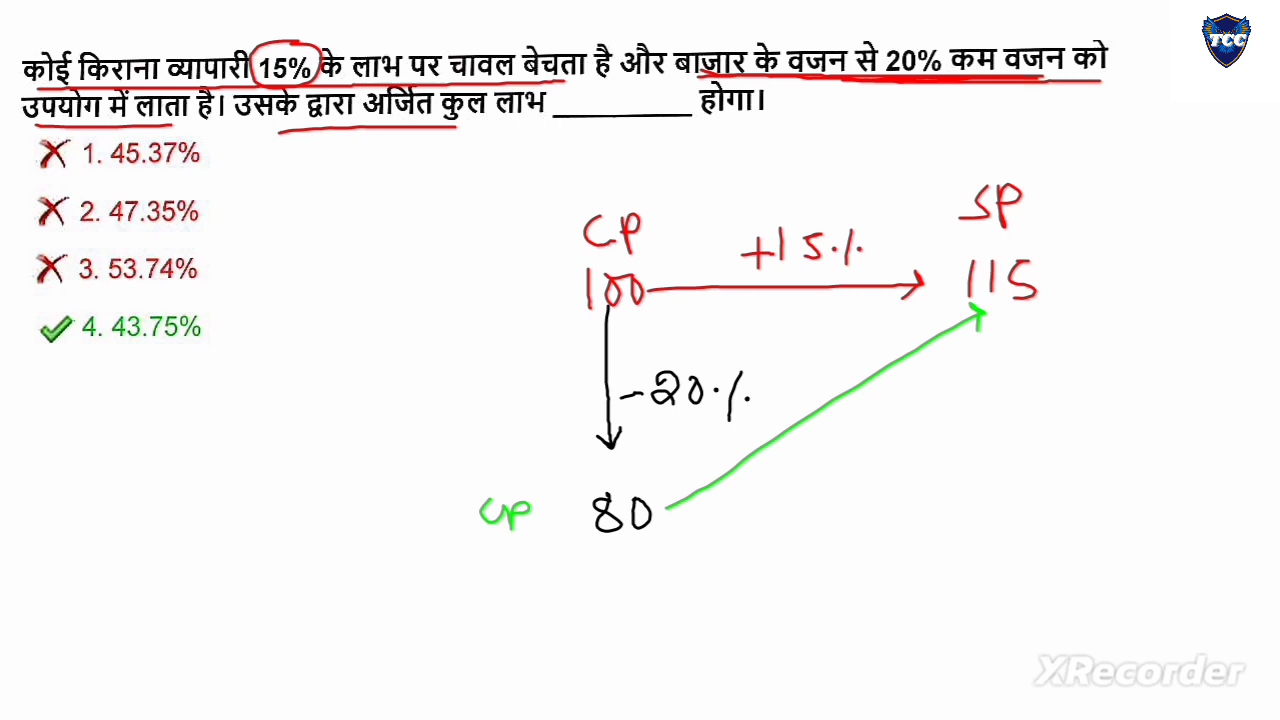 TCC
कोई किराना व्यापारी 15% के लाभ पर चावल बेचता है और बाजार के वजन से 20% कम वजन को
उपयोग में लाता है। उसके द्वारा अर्जित कुल लाभ __________ होगा।
1. 45.37%
2. 47.35%
3. 53.74%
4. 43.75%
CP
SP
+15%
100
115
-20%
CP 80
XRecorder